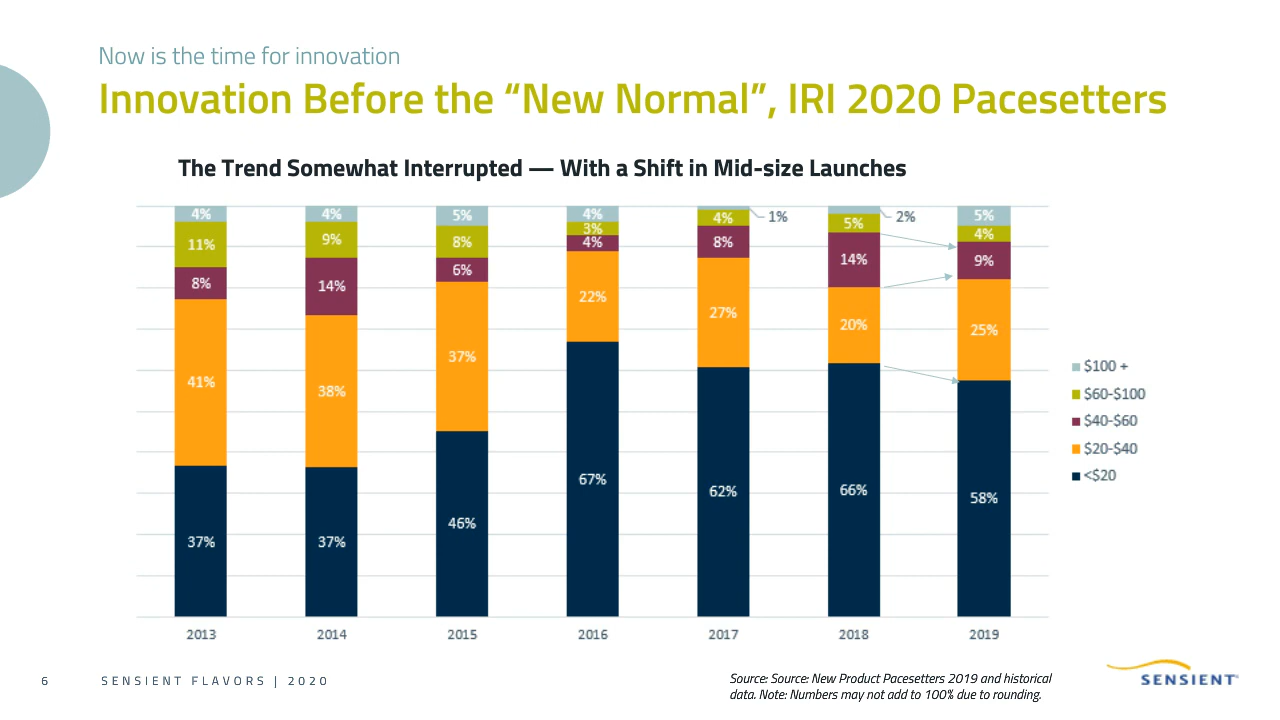 Now is the time for innovation
Innovation Before the “New Normal”, IRI 2020 Pacesetters
The Trend Somewhat Interrupted — With a Shift in Mid-size Launches
4% 4% 5% 4% 4% 1% 5% 2% 5%
11% 9% 8% 3% 4%
8% 14% 6% 4% 8% 14% 9%
41% 38% 37% 22% 27% 20% 25%
37% 37% 46% 67% 62% 66% 58%
2013 2014 2015 2016 2017 2018 2019
$100 +
$60-$100
$40-$60
$20-$40
<$20
6 SENSIENT FLAVORS | 2020
Source: Source: New Product Pacesetters 2019 and historical
data. Note: Numbers may not add to 100% due to rounding.
SENSIENT